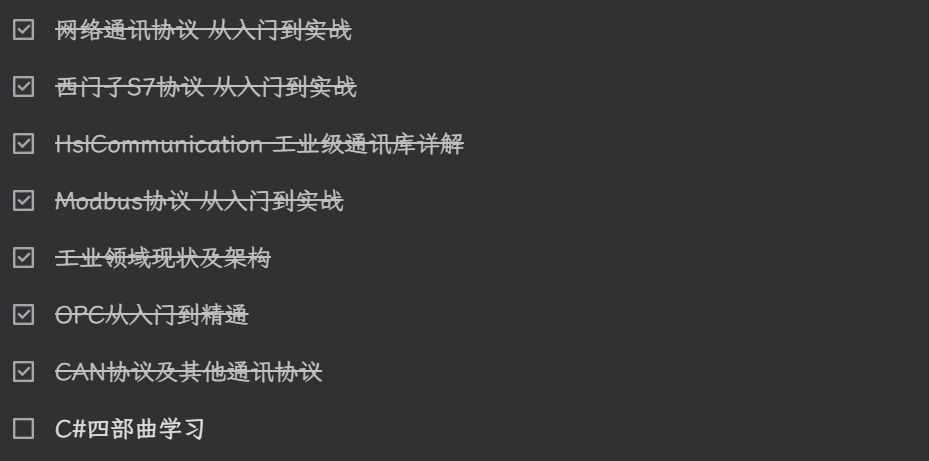 网络通讯协议 从入门到实战
西门子S7协议 从入门到实战
HslCommunication 工业级通讯库详解
Modbus协议 从入门到实战
工业领域现状及架构
OPC从入门到精通
CAN协议及其他通讯协议
C#四部曲学习